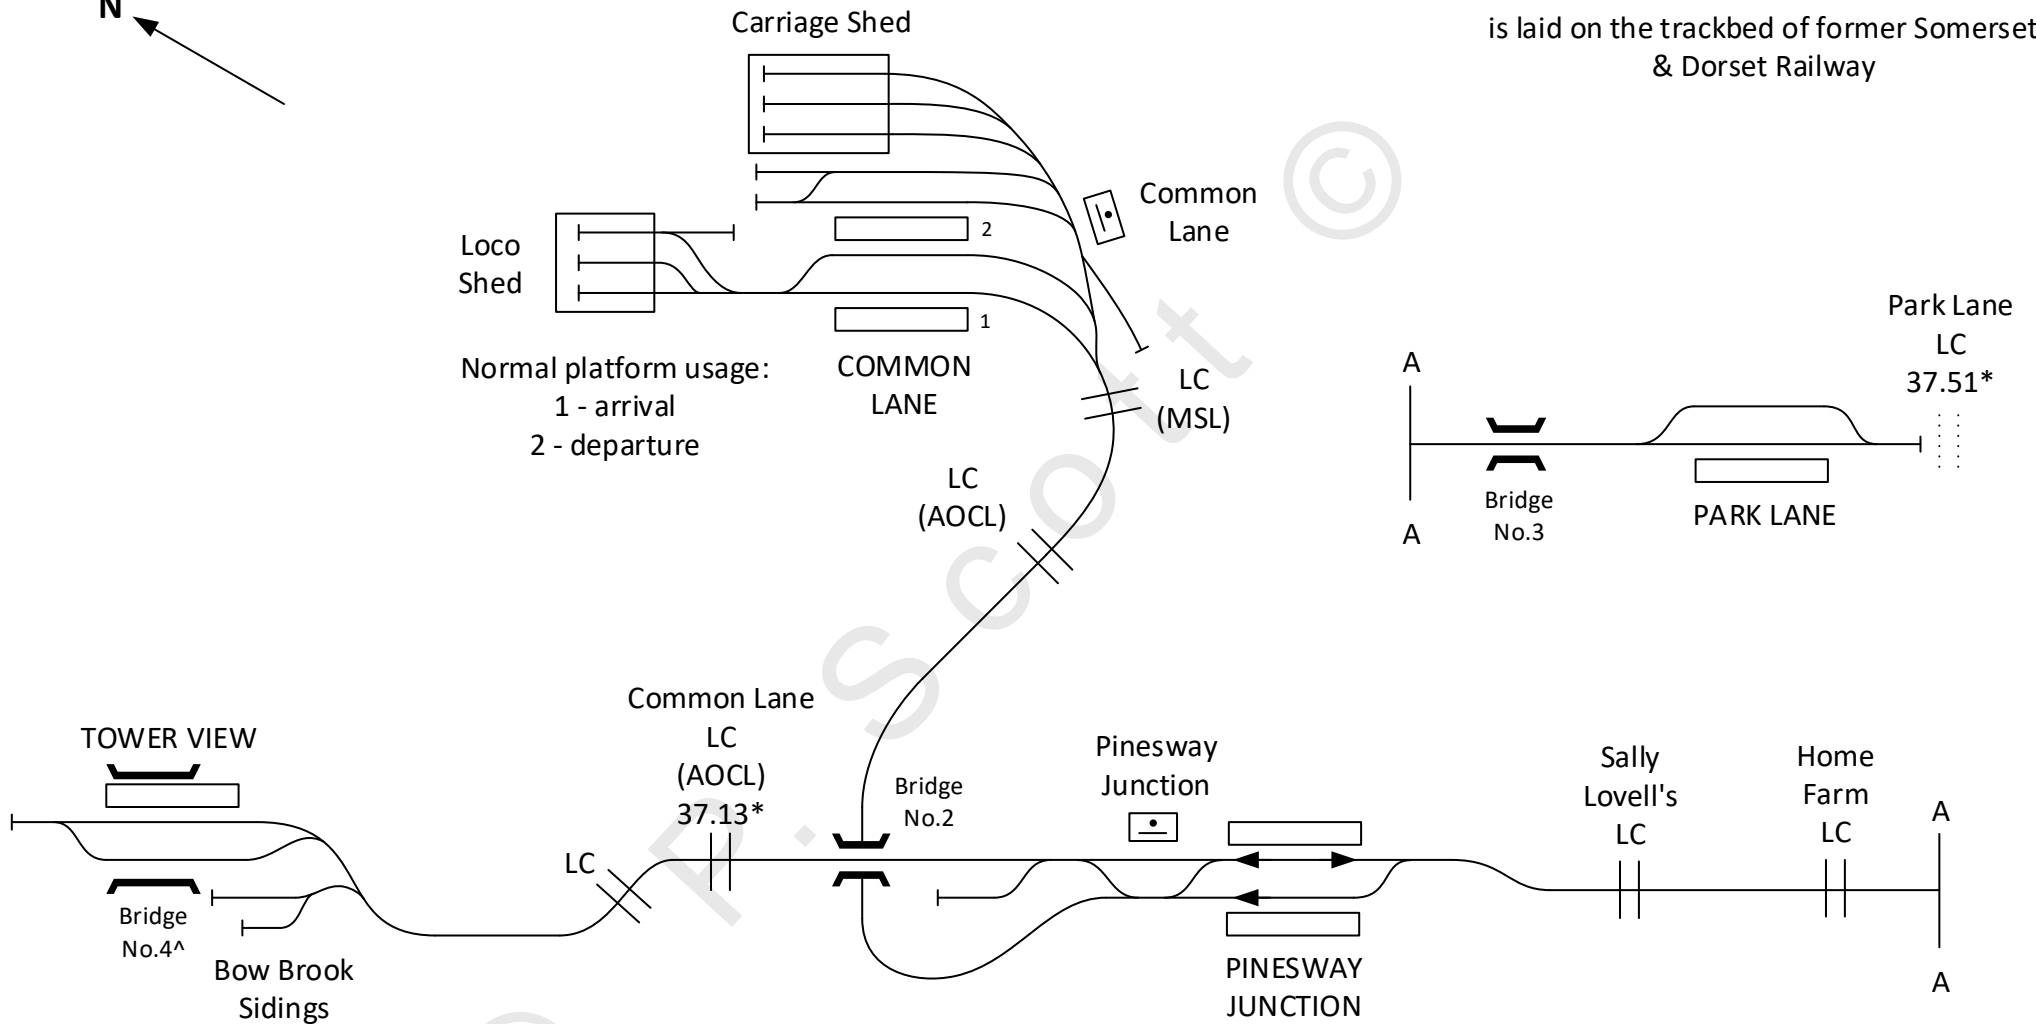 N
Carriage Shed
is laid on the trackbed of former Somerset
& Dorset Railway
Common
Lane
2
Loco
Shed
1
Normal platform usage:
1 - arrival
2 - departure
COMMON
LANE
LC
(MSL)
LC
(AOCL)
A
A
Bridge
No.3
PARK LANE
Park Lane
LC
37.51*
TOWER VIEW
Bridge
No.4^
Bow Brook
Sidings
LC
Common Lane
LC
(AOCL)
37.13*
Bridge
No.2
Pinesway
Junction
PINESWAY
JUNCTION
Sally
Lovell's
LC
Home
Farm
LC
A
A
P. Scott ©